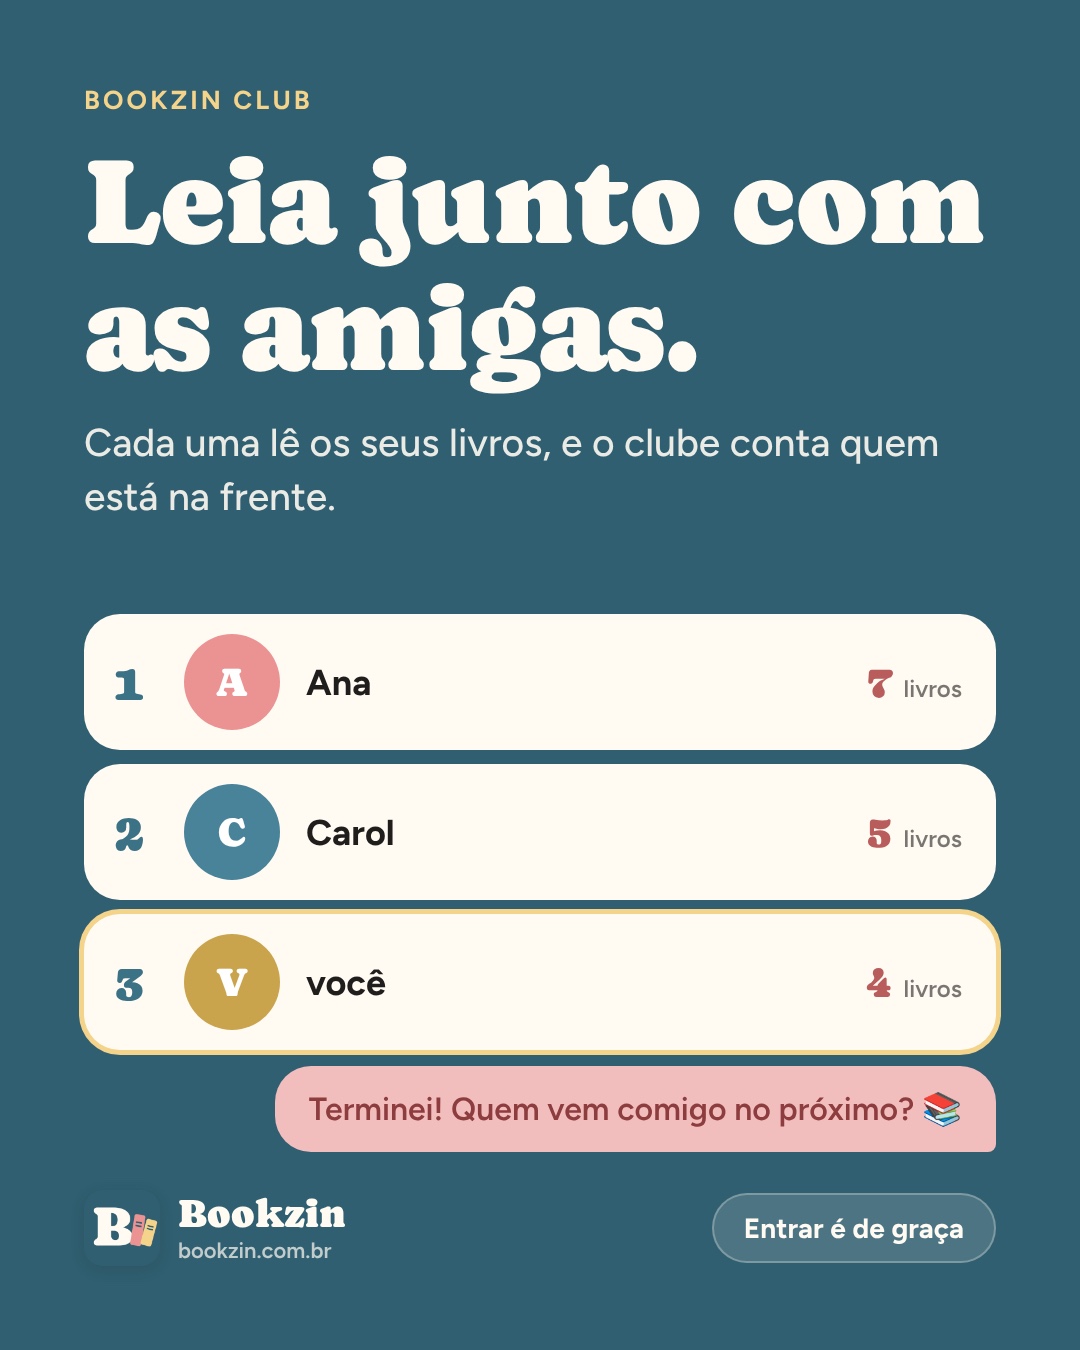 BOOKZIN CLUB
Leia junto com
as amigas.
Cada uma lê os seus livros, e o clube conta quem
está na frente.
1 A Ana 7 livros
2 C Carol 5 livros
3 V você 4 livros
Terminei! Quem vem comigo no próximo? 📚
B Bookzin
bookzin.com.br
Entrar é de graça